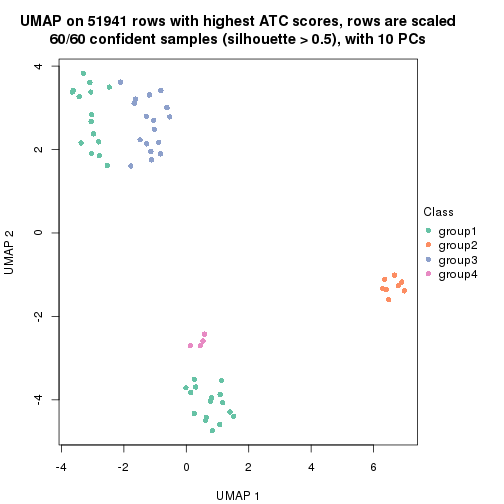 UMAP on 51941 rows with highest ATC scores, rows are scaled
60/60 confident samples (silhouette > 0.5), with 10 PCs
4
2
0
-2
-4
UMAP 2
-4
-2
0
2
4
6
UMAP 1
Class
group1
group2
group3
group4